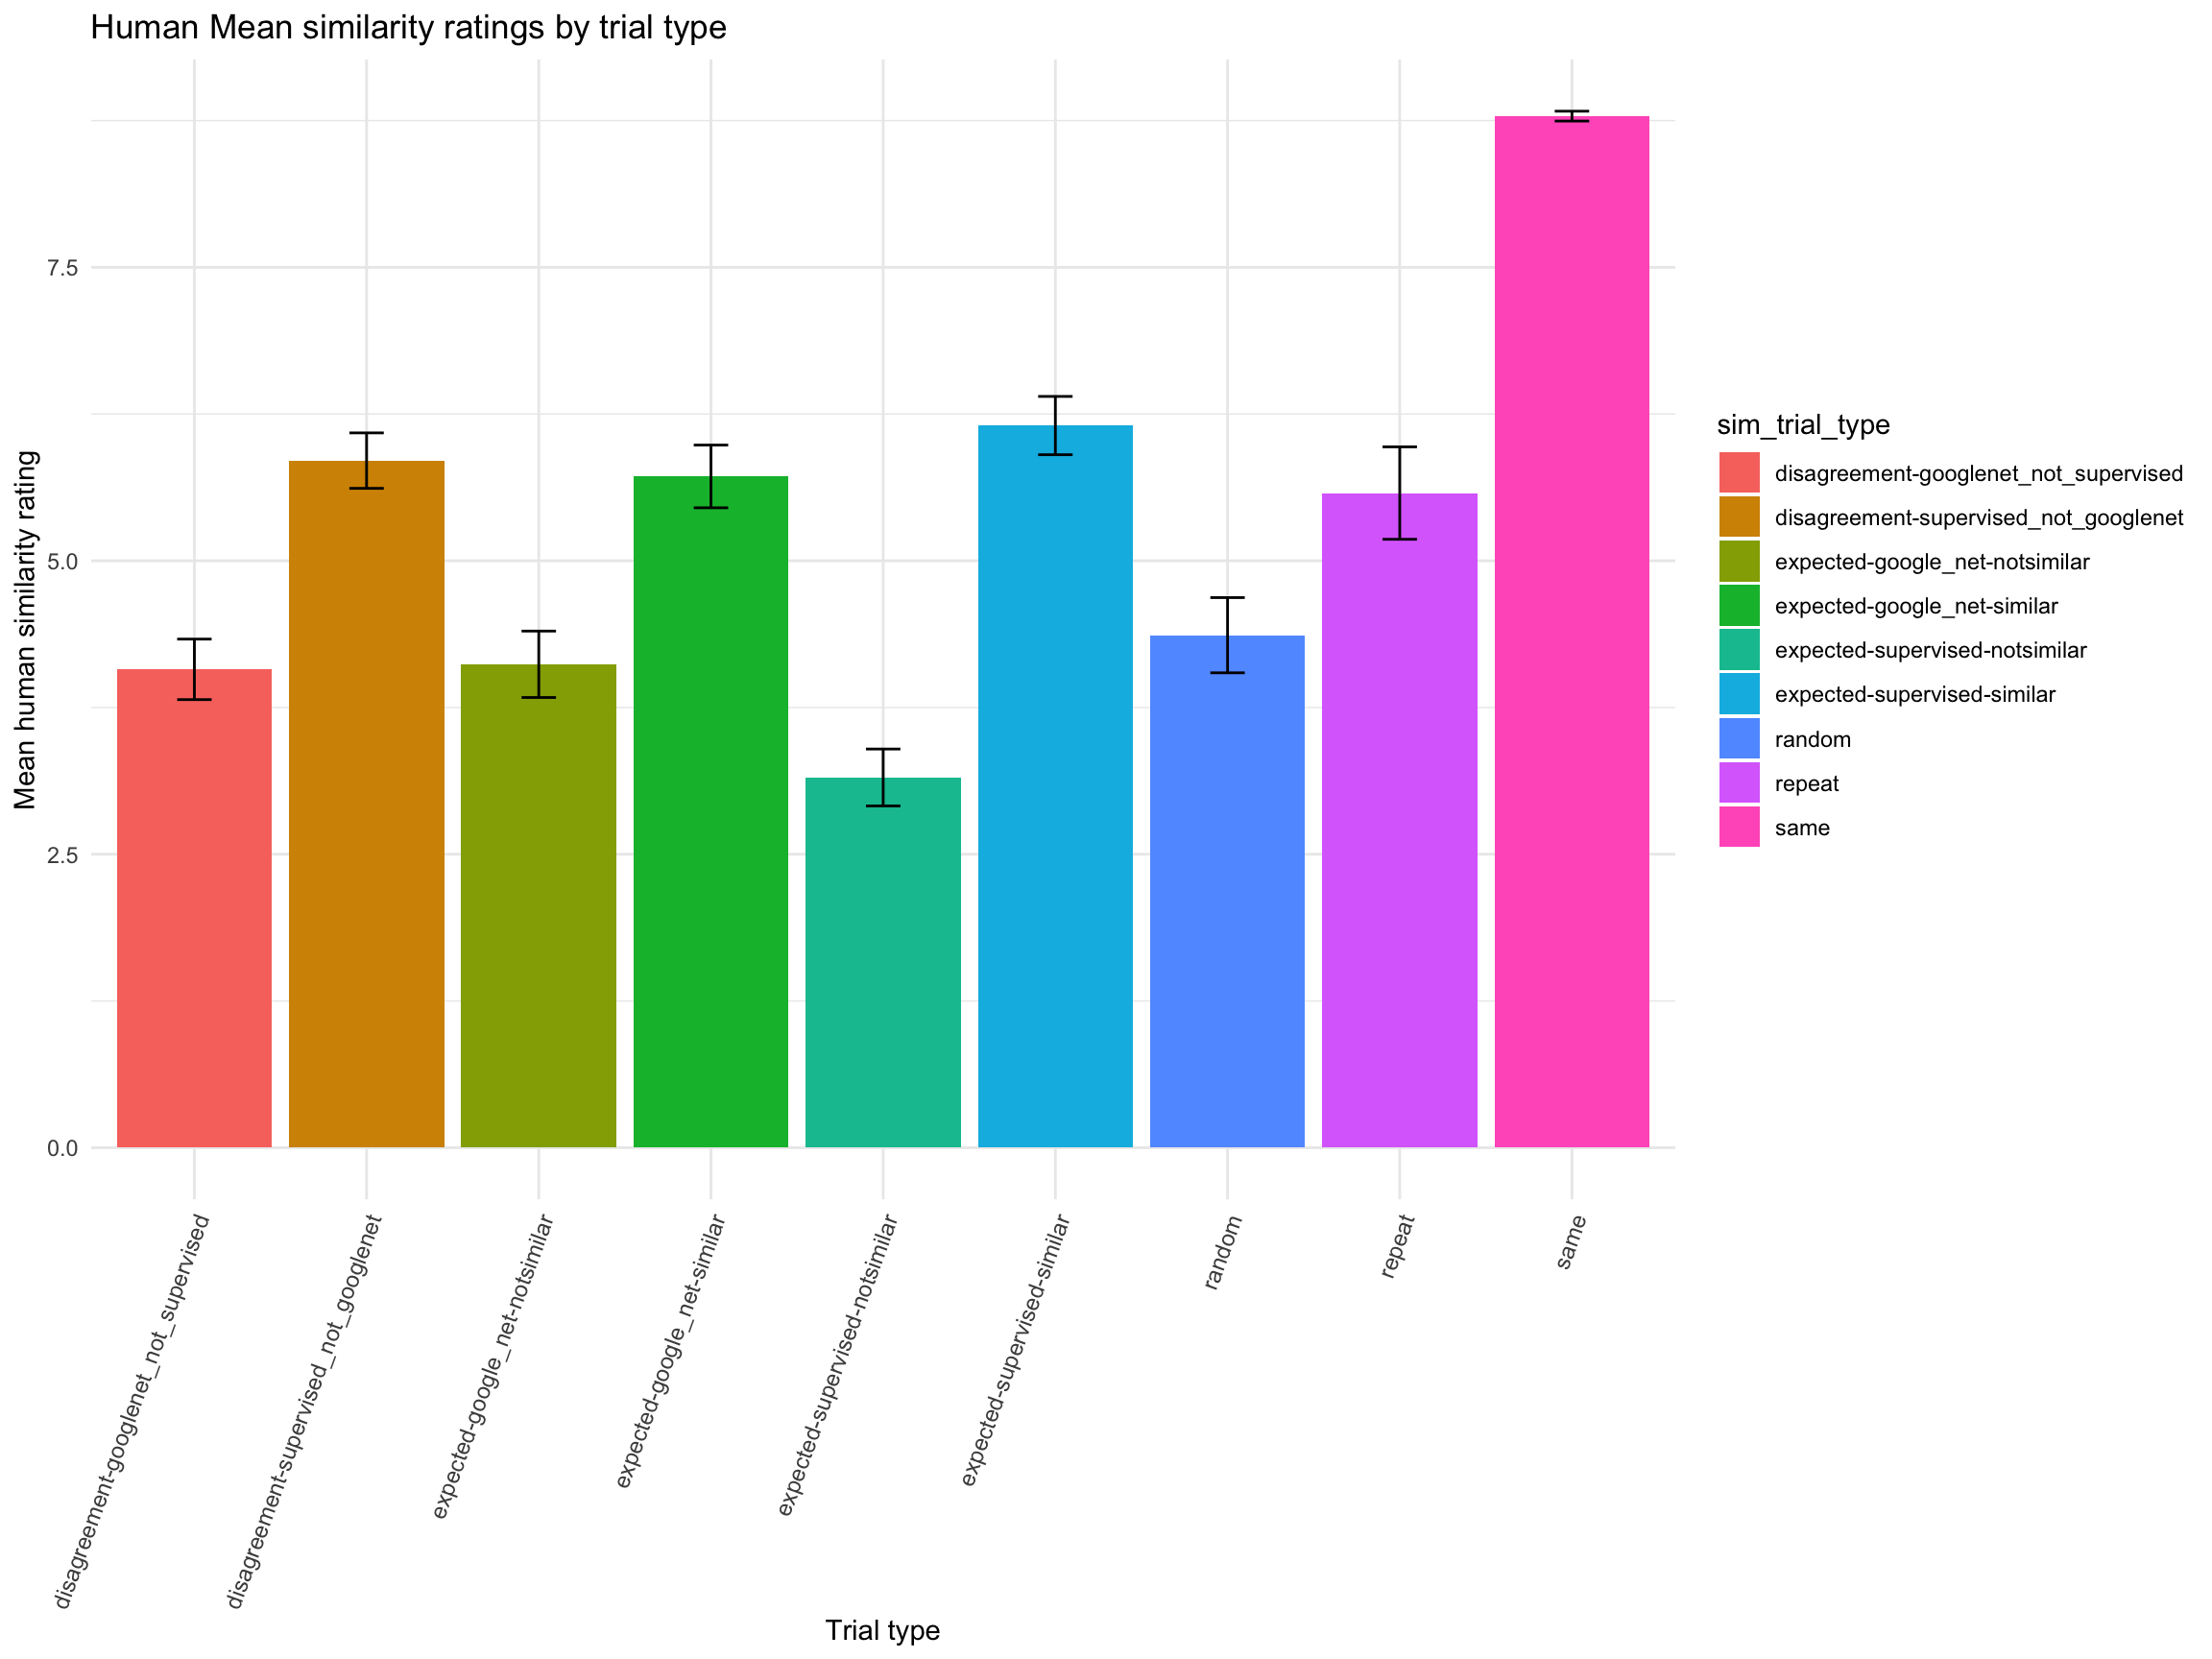 Human Mean similarity ratings by trial type
Mean human similarity rating
7.5
5.0
2.5
0.0
disagreement-googlenet_not_supervised
disagreement-supervised_not_googlenet
expected-google_net-notsimilar
expected-google_net-similar
expected-supervised-notsimilar
expected-supervised-similar
random
repeat
same
Trial type
sim_trial_type
disagreement-googlenet_not_supervised
disagreement-supervised_not_googlenet
expected-google_net-notsimilar
expected-google_net-similar
expected-supervised-notsimilar
expected-supervised-similar
random
repeat
same